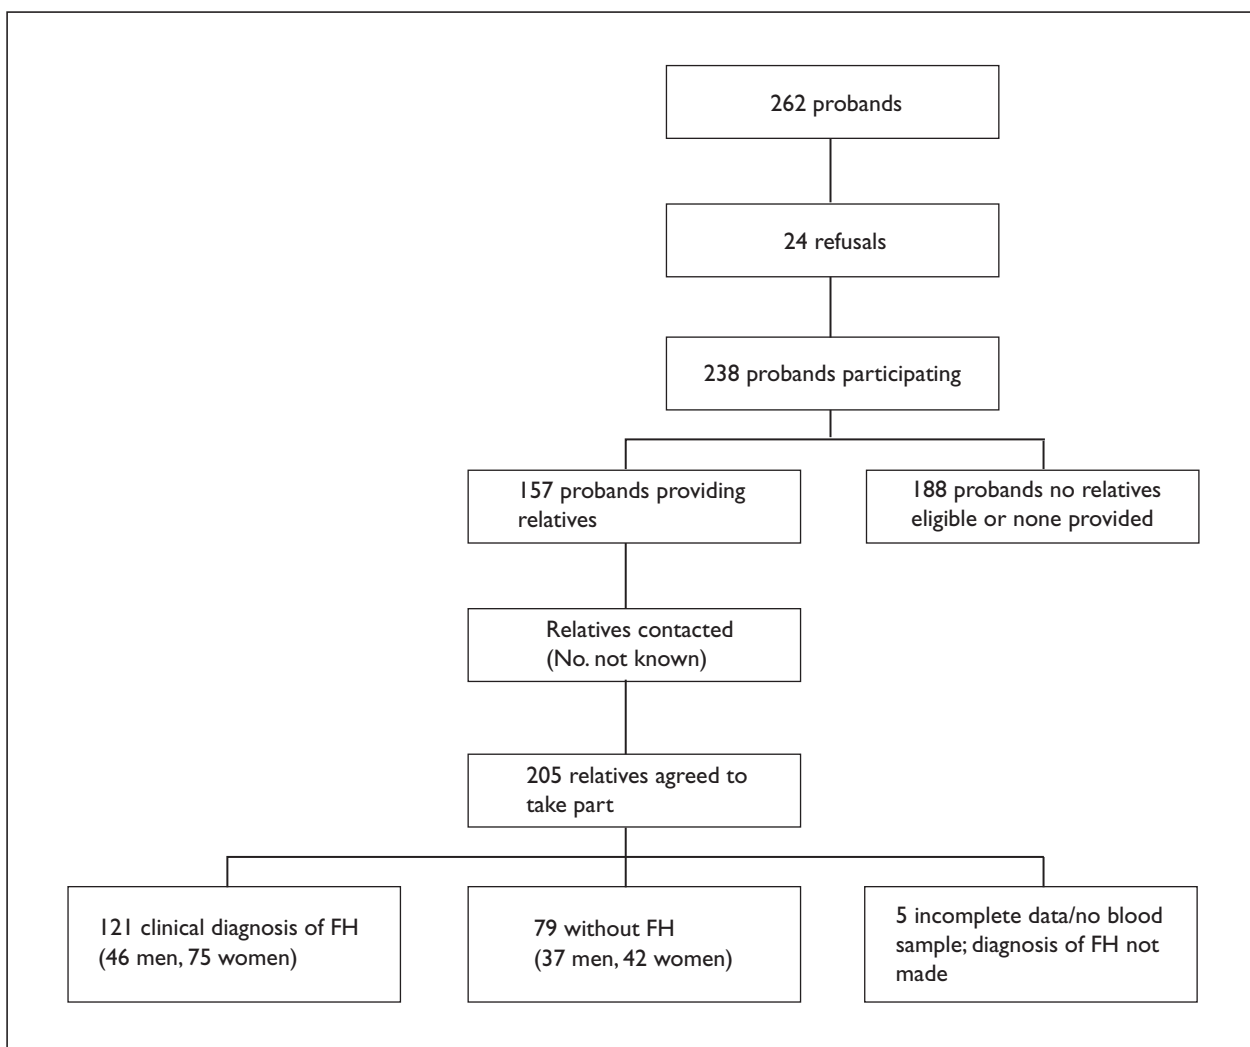 262 probands
24 refusals
238 probands participating
157 probands providing
relatives
188 probands no relatives
eligible or none provided
Relatives contacted
(No. not known)
205 relatives agreed to
take part
121 clinical diagnosis of FH
(46 men, 75 women)
79 without FH
(37 men, 42 women)
5 incomplete data/no blood
sample; diagnosis of FH not
made